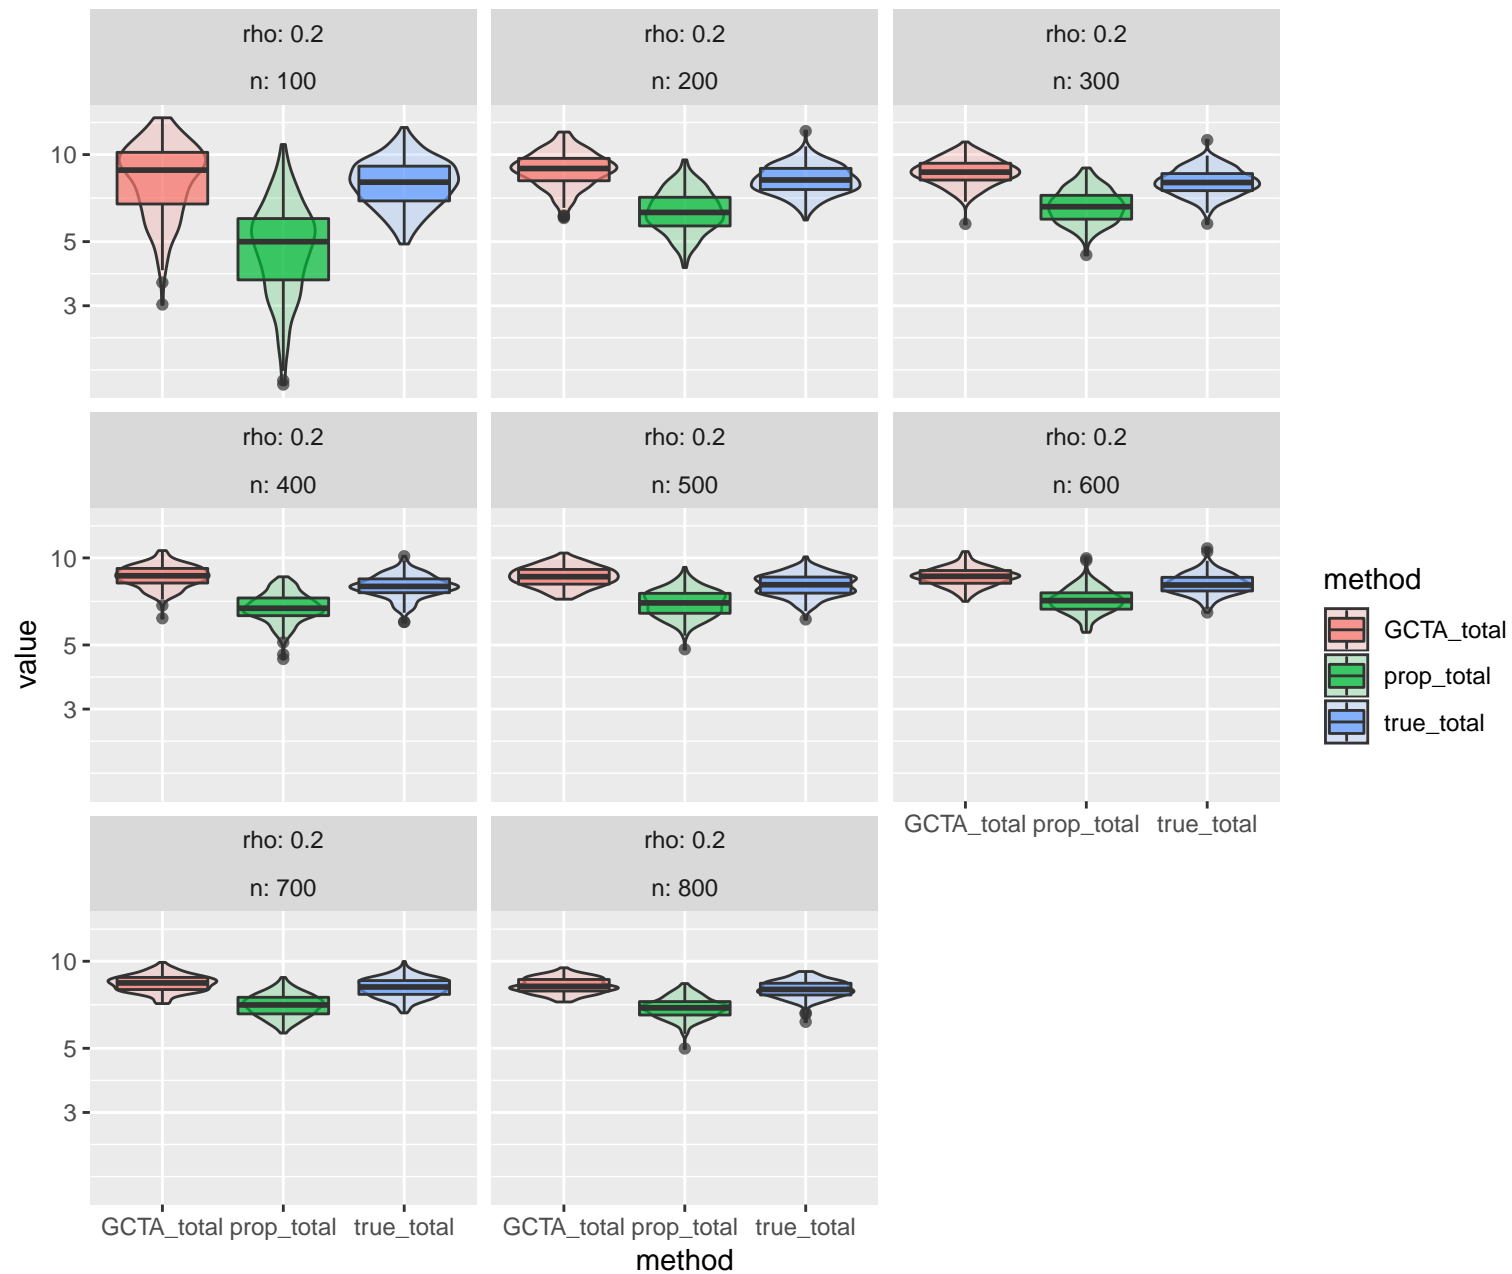 rho: 0.2 rho: 0.2 rho: 0.2
n: 100 n: 200 n: 300
10
5
3
rho: 0.2 rho: 0.2 rho: 0.2
n: 400 n: 500 n: 600
10
5
3
GCTA_total prop_total true_total
rho: 0.2 rho: 0.2
n: 700 n: 800
10
5
3
GCTA_total prop_total true_total GCTA_total prop_total true_total
method
value
method
GCTA_total
prop_total
true_total